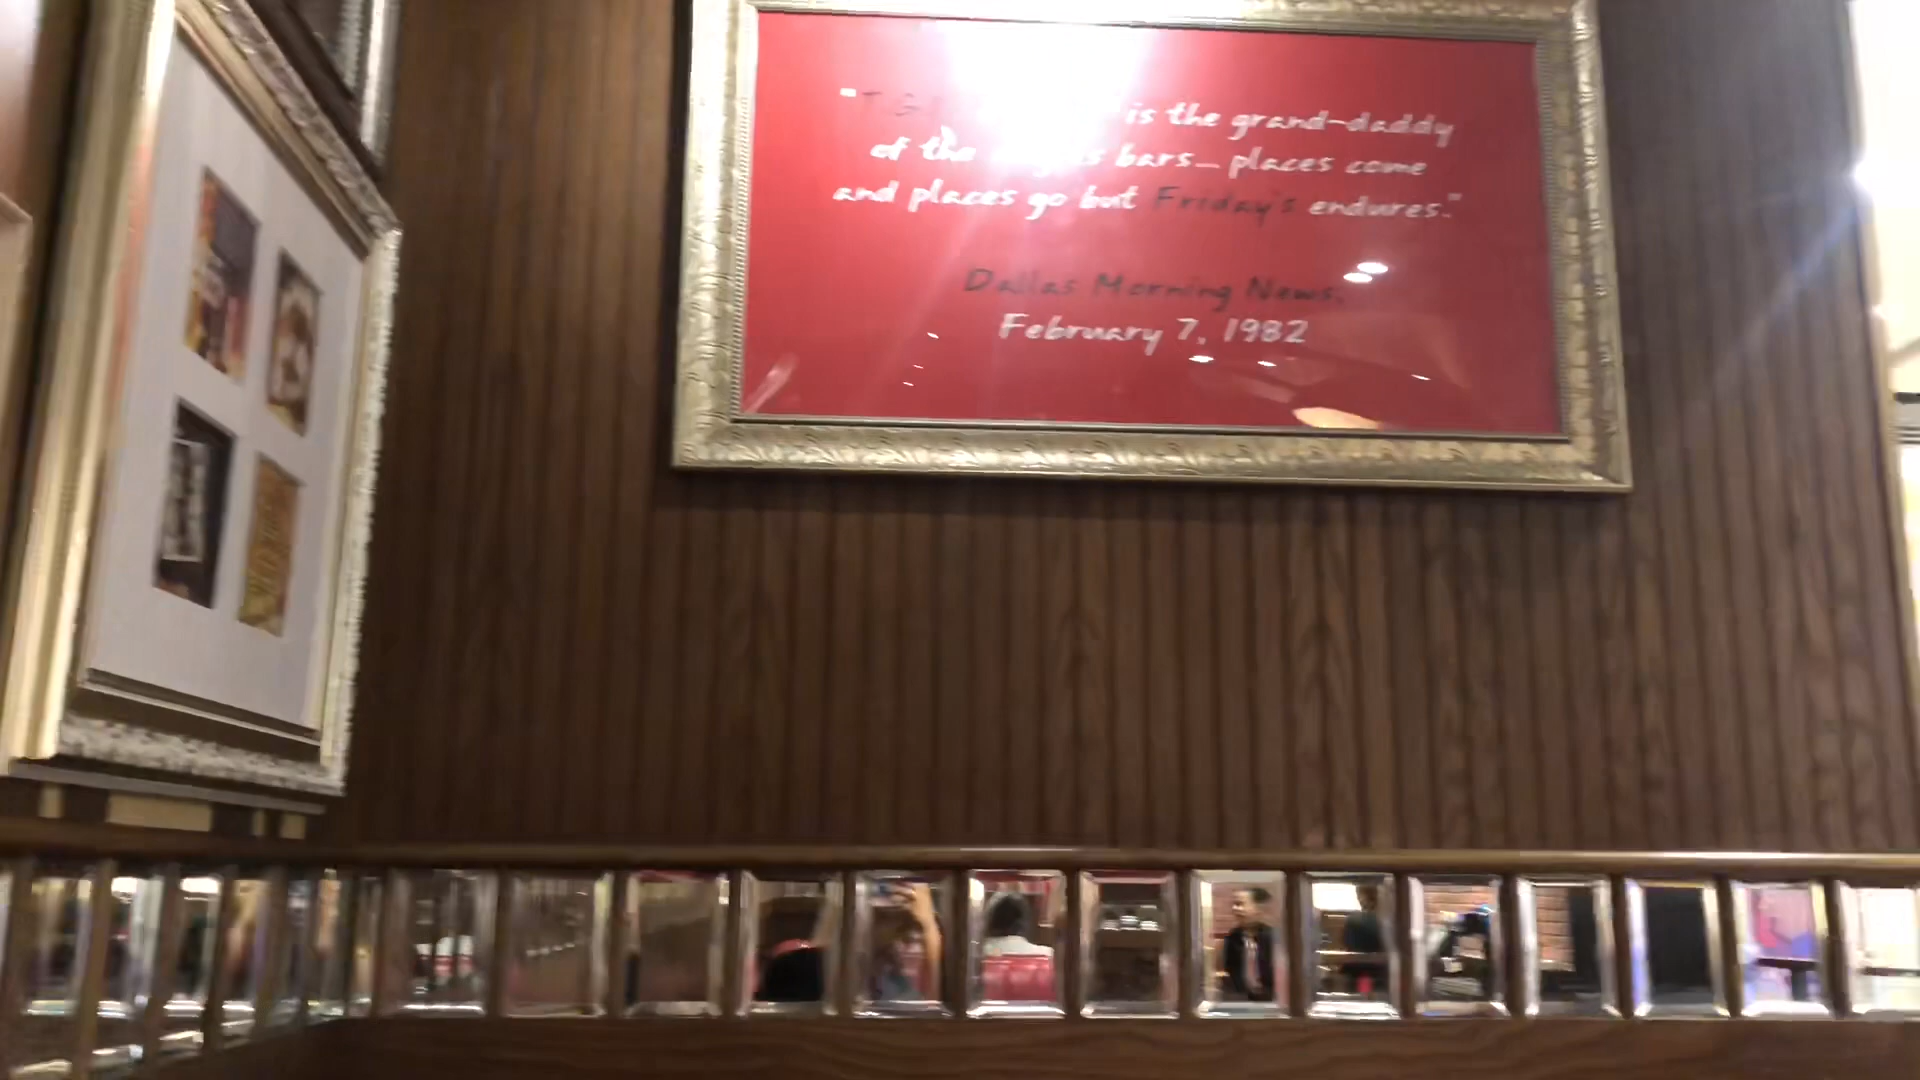 is the grand-daddy
of the bars— places come
and places go but Friday's endures."
Dallas Morning News,
February 7, 1982